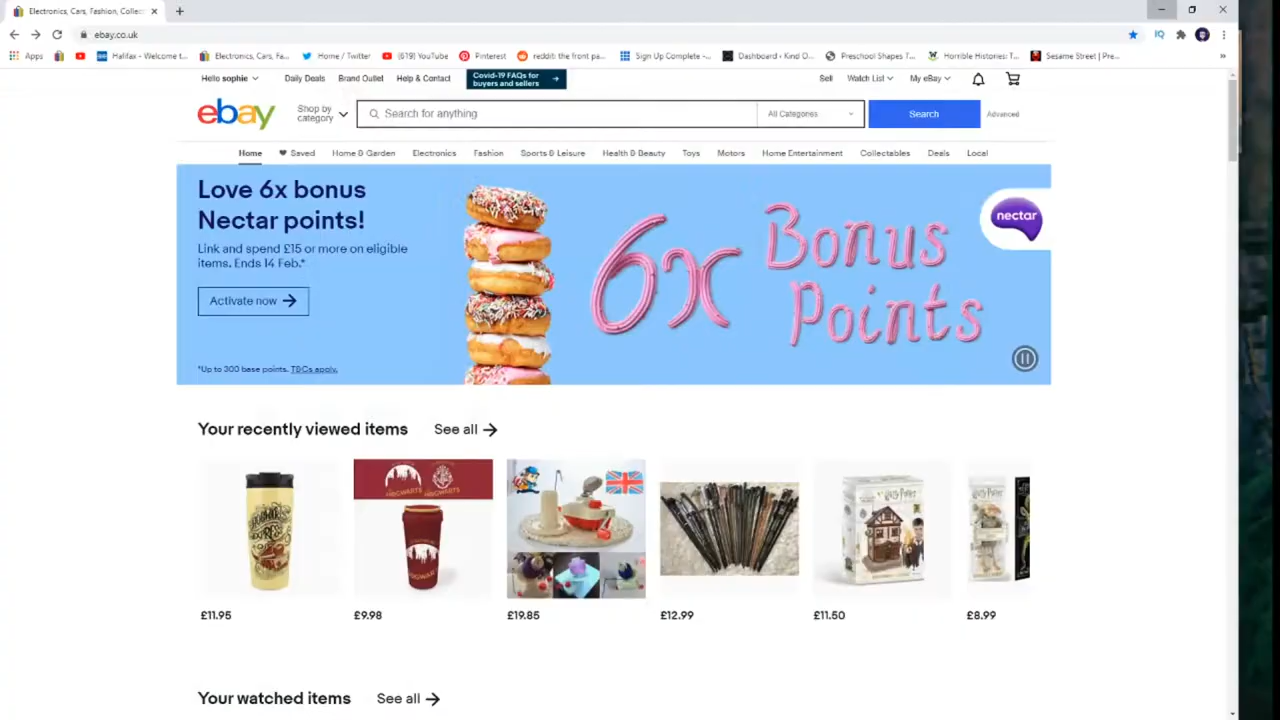 Electronics, Cars, Fashion, Collec
ebay.co.uk
Apps
Halifax - Welcome t...
Electronics, Cars, Fa...
Home / Twitter
(619) YouTube
Pinterest
reddit: the front pa...
Sign Up Complete -...
Dashboard ‹ Kind O...
Preschool Shapes T...
Horrible Histories: T...
Sesame Street | Pre...
»
Hello sophie
Daily Deals
Brand Outlet
Help & Contact
Covid-19 FAQs for
buyers and sellers
Sell
Watch List
My eBay
ebay
Shop by
category
Search for anything
All Categories
Search
Advanced
Home
Saved
Home & Garden
Electronics
Fashion
Sports & Leisure
Health & Beauty
Toys
Motors
Home Entertainment
Collectables
Deals
Local
Love 6x bonus
Nectar points!
Link and spend £15 or more on eligible
items. Ends 14 Feb.*
Activate now
*Up to 300 base points. T&Cs apply.
6x
Bonus
Points
nectar
Your recently viewed items
See all
HOGWARTS
HOGWARTS
£11.95
£9.98
£19.85
£12.99
£11.50
£8.99
Your watched items
See all